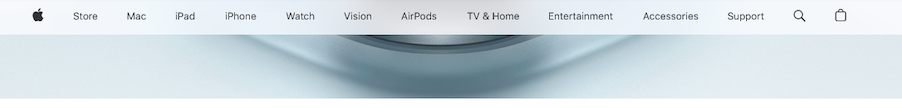 Store Mac iPad iPhone Watch Vision AirPods TV & Home Entertainment Accessories Support